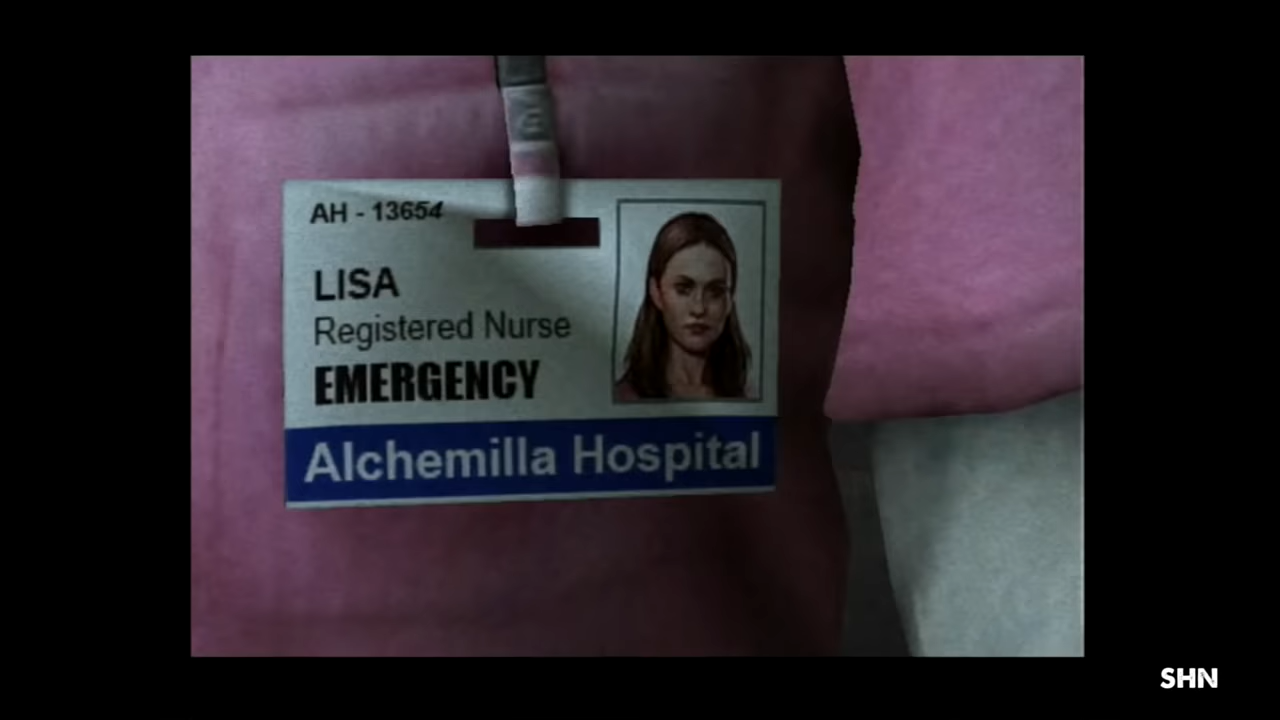 AH - 13654
LISA
Registered Nurse
EMERGENCY
Alchemilla Hospital
SHN